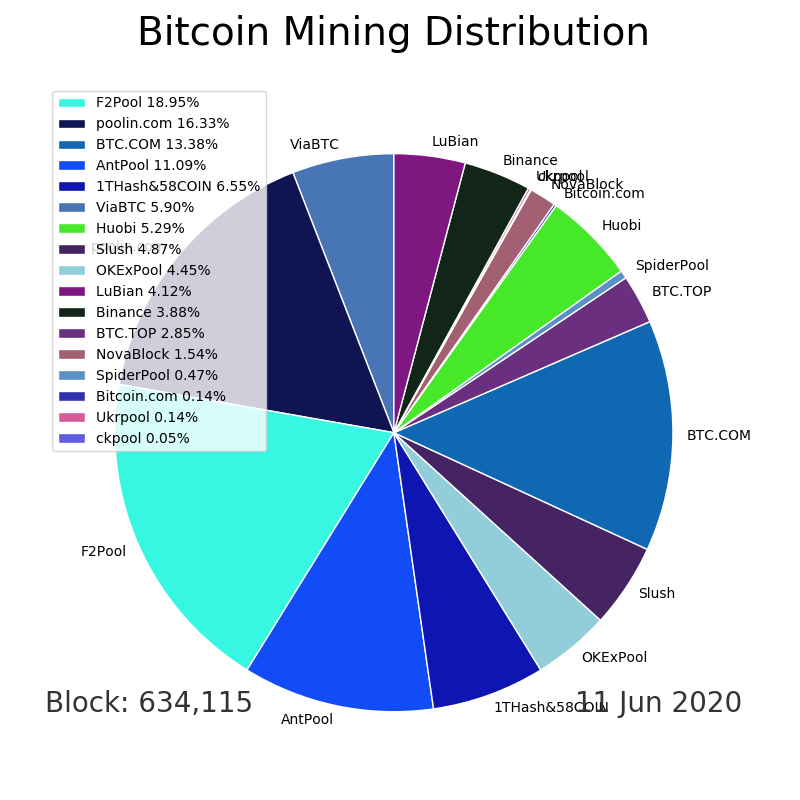 Bitcoin Mining Distribution
F2Pool 18.95%
poolin.com 16.33%
BTC.COM 13.38%
AntPool 11.09%
1THash&58COIN 6.55%
ViaBTC 5.90%
Huobi 5.29%
Slush 4.87%
OKExPool 4.45%
LuBian 4.12%
Binance 3.88%
BTC.TOP 2.85%
NovaBlock 1.54%
SpiderPool 0.47%
Bitcoin.com 0.14%
Ukrpool 0.14%
ckpool 0.05%
ViaBTC
LuBian
Binance
Ukrpool
ckpool
NovaBlock
Bitcoin.com
Huobi
SpiderPool
BTC.TOP
BTC.COM
Slush
OKExPool
1THash&58COIN
AntPool
F2Pool
poolin.com
Block: 634,115
11 Jun 2020